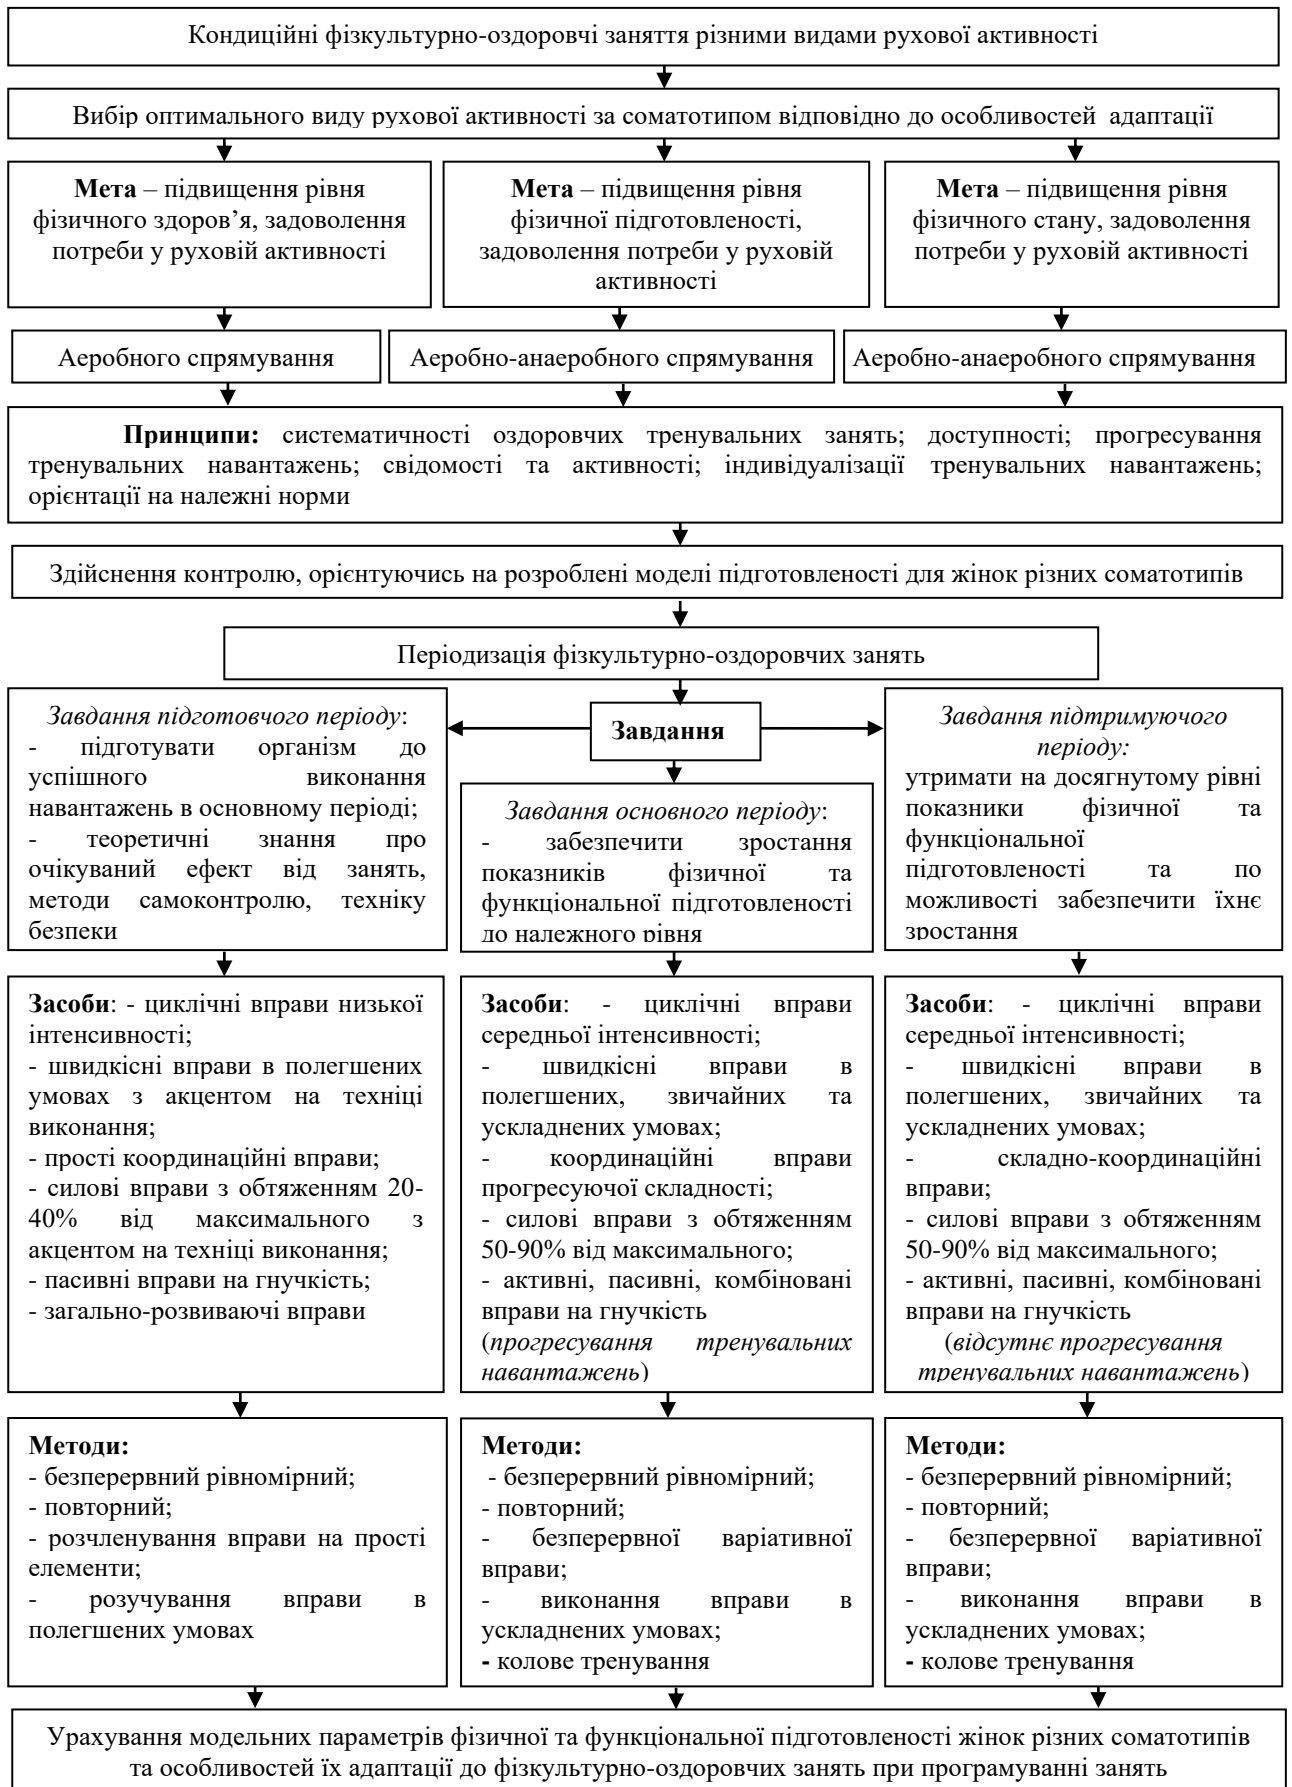 Кондиційні фізкультурно-оздоровчі заняття різними видами рухової активності
Вибір оптимального виду рухової активності за соматотипом відповідно до особливостей адаптації
Мета – підвищення рівня
фізичного здоров’я, задоволення
потреби у руховій активності
Мета – підвищення рівня
фізичної підготовленості,
задоволення потреби у руховій
активності
Мета – підвищення рівня
фізичного стану, задоволення
потреби у руховій активності
Аеробного спрямування
Аеробно-анаеробного спрямування
Аеробно-анаеробного спрямування
Принципи: систематичності оздоровчих тренувальних занять; доступності; прогресування
тренувальних навантажень; свідомості та активності; індивідуалізації тренувальних навантажень;
орієнтації на належні норми
Здійснення контролю, орієнтуючись на розроблені моделі підготовленості для жінок різних соматотипів
Періодизація фізкультурно-оздоровчих занять
Завдання
Завдання підготовчого періоду:
- підготувати організм до
успішного виконання
навантажень в основному періоді;
- теоретичні знання про
очікуваний ефект від занять,
методи самоконтролю, техніку
безпеки
Завдання основного періоду:
- забезпечити зростання
показників фізичної та
функціональної підготовленості
до належного рівня
Завдання підтримуючого
періоду:
утримати на досягнутому рівні
показники фізичної та
функціональної
підготовленості та по
можливості забезпечити їхнє
зростання
Засоби: - циклічні вправи низької
інтенсивності;
- швидкісні вправи в полегшених
умовах з акцентом на техніці
виконання;
- прості координаційні вправи;
- силові вправи з обтяженням 20-
40% від максимального з
акцентом на техніці виконання;
- пасивні вправи на гнучкість;
- загально-розвиваючі вправи
Засоби: - циклічні вправи
середньої інтенсивності;
- швидкісні вправи в
полегшених, звичайних та
ускладнених умовах;
- координаційні вправи
прогресуючої складності;
- силові вправи з обтяженням
50-90% від максимального;
- активні, пасивні, комбіновані
вправи на гнучкість
(прогресування тренувальних
навантажень)
Засоби: - циклічні вправи
середньої інтенсивності;
- швидкісні вправи в
полегшених, звичайних та
ускладнених умовах;
- складно-координаційні
вправи;
- силові вправи з обтяженням
50-90% від максимального;
- активні, пасивні, комбіновані
вправи на гнучкість
(відсутнє прогресування
тренувальних навантажень)
Методи:
- безперервний рівномірний;
- повторний;
- розчленування вправи на прості
елементи;
- розучування вправи в
полегшених умовах
Методи:
- безперервний рівномірний;
- повторний;
- безперервної варіативної
вправи;
- виконання вправи в
ускладнених умовах;
- колове тренування
Методи:
- безперервний рівномірний;
- повторний;
- безперервної варіативної
вправи;
- виконання вправи в
ускладнених умовах;
- колове тренування
Урахування модельних параметрів фізичної та функціональної підготовленості жінок різних соматотипів
та особливостей їх адаптації до фізкультурно-оздоровчих занять при програмуванні занять